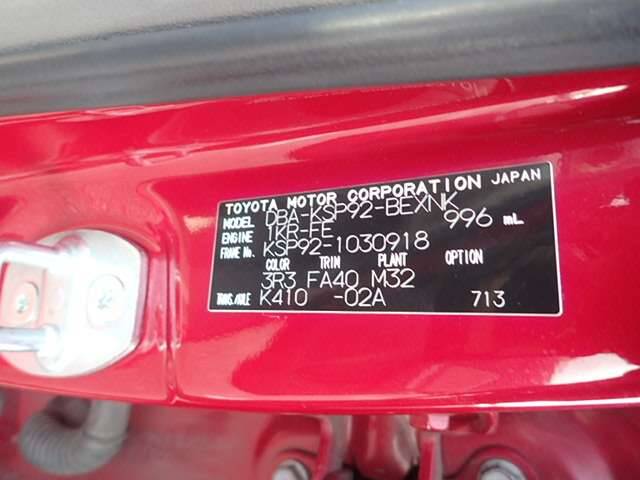 TOYOTA MOTOR CORPORATION JAPAN
MODEL DBA-KSP92-BEXNK
ENGINE 1KR-FE 996 mL
FRAME No. KSP92-1030918
COLOR TRIM PLANT OPTION
3R3 FA40 M32
TRANS./AXLE K410 -02A 713